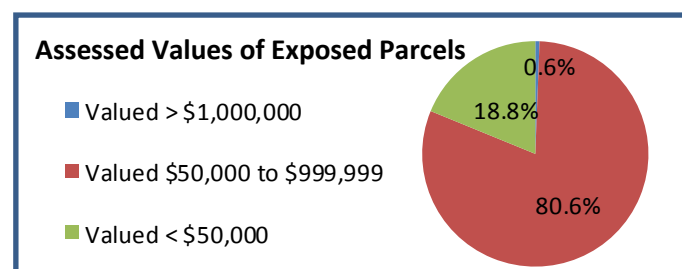 Assessed Values of Exposed Parcels
Valued > $1,000,000
Valued $50,000 to $999,999
Valued < $50,000
0.6%
18.8%
80.6%